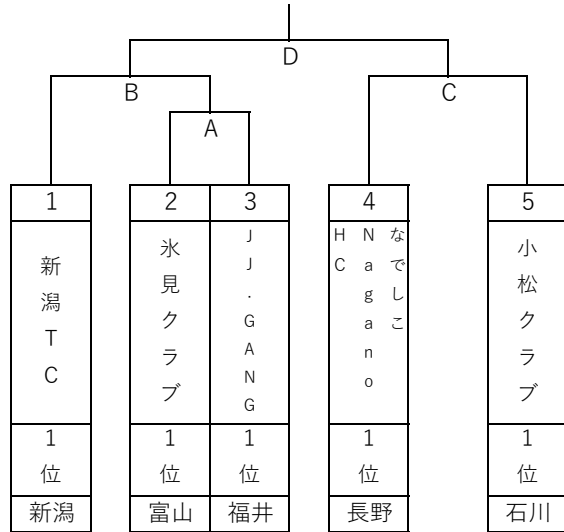 D
B
C
A
1
2
3
4
5
新潟TC
氷見クラブ
JJ.GANG
なでしこ
Nagano
HC
小松クラブ
1位
1位
1位
1位
1位
新潟
富山
福井
長野
石川